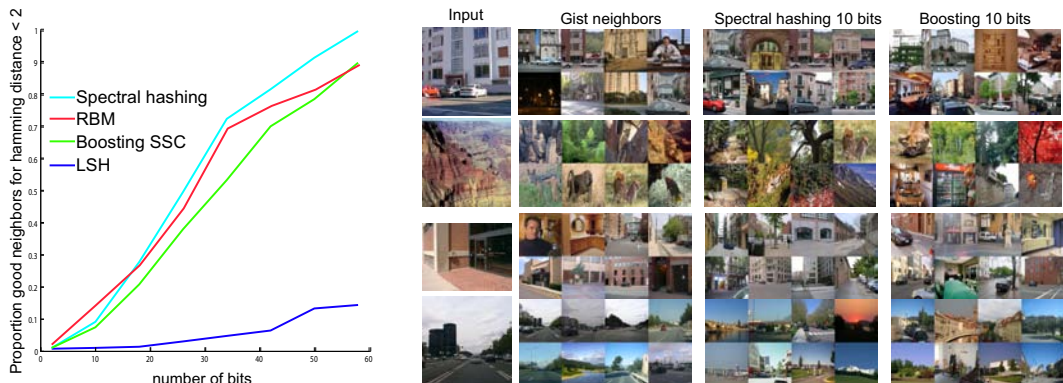 Proportion good neighbors for hamming distance < 2
1
0.9
0.8
0.7
0.6
0.5
0.4
0.3
0.2
0.1
0
Spectral hashing
RBM
Boosting SSC
LSH
0 10 20 30 40 50 60
number of bits
Input Gist neighbors Spectral hashing 10 bits Boosting 10 bits